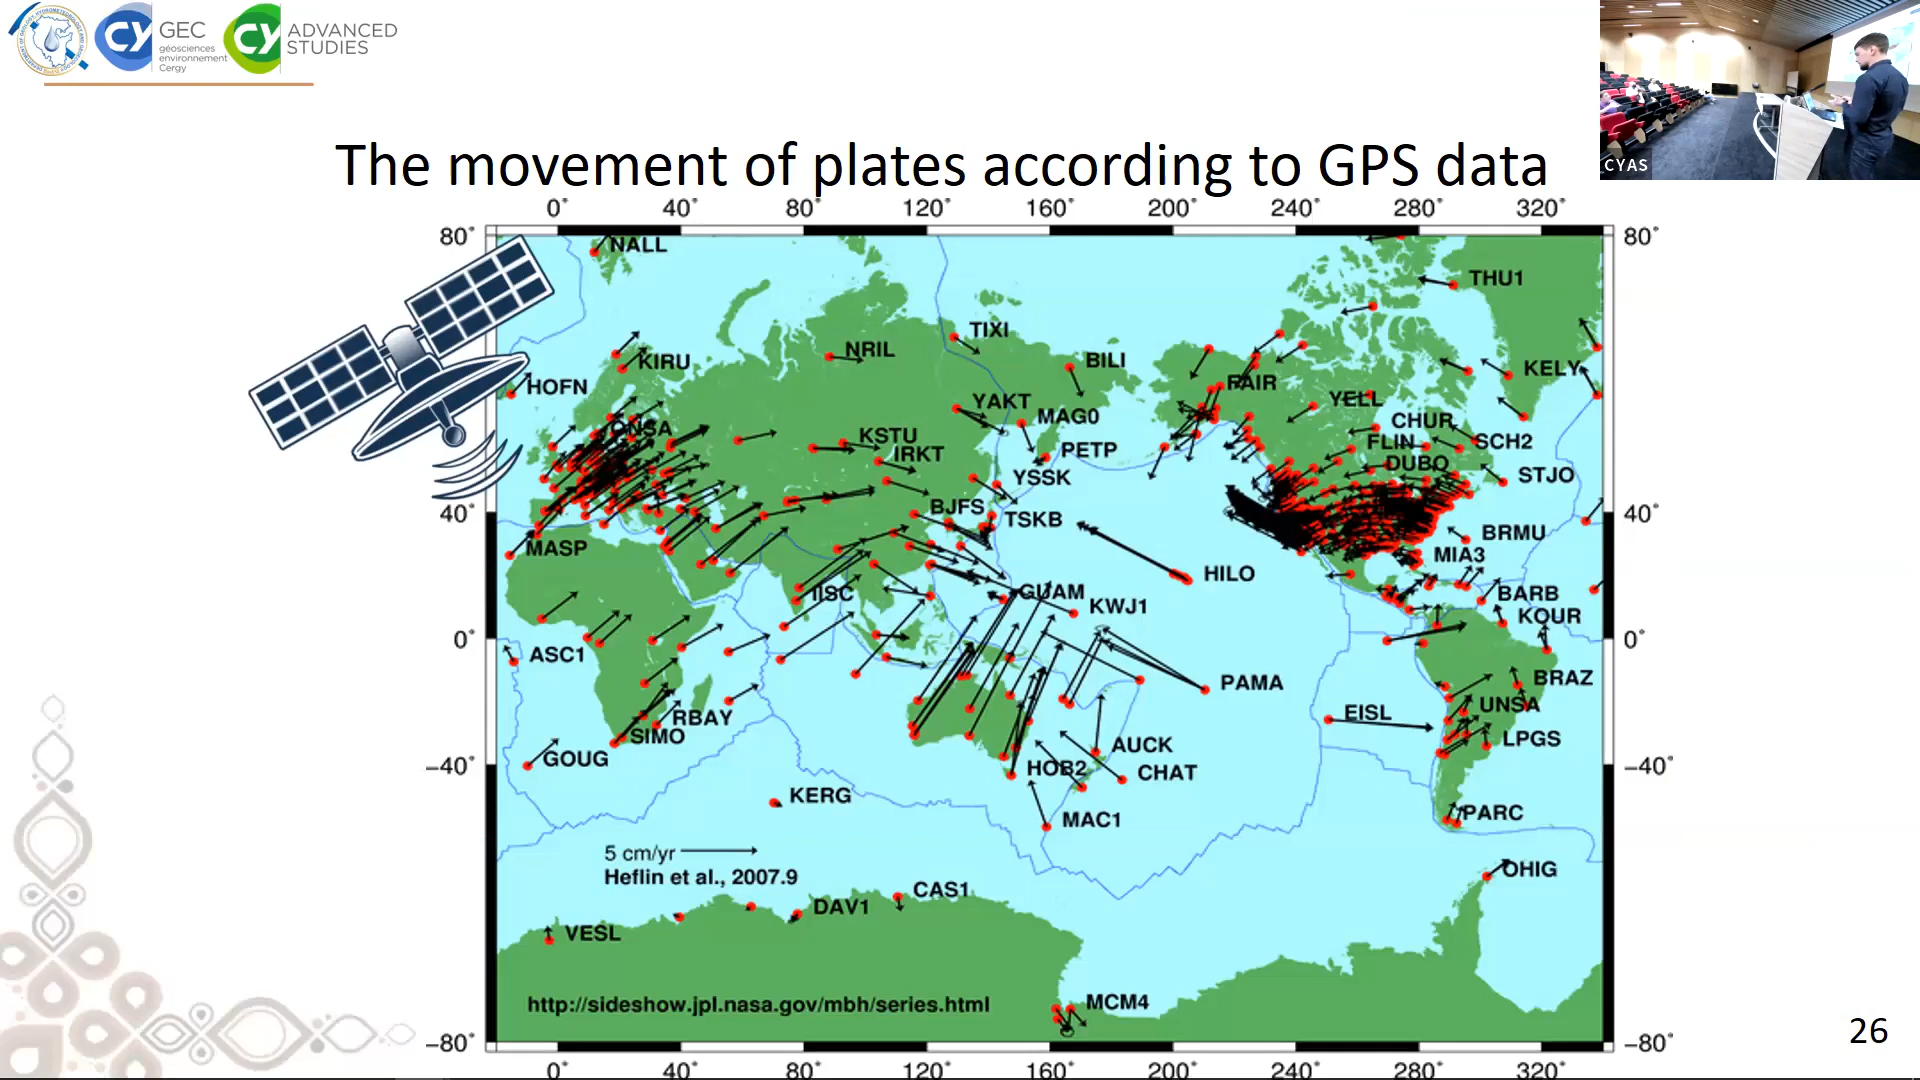 CY
GEC
géosciences
environnement
Cergy
CY
ADVANCED
STUDIES
CYAS
The movement of plates according to GPS data
0° 40° 80° 120° 160° 200° 240° 280° 320°
80° 80°
NALL
THU1
TIXI
NRIL
BILI
KIRU
KELY
HOFN
FAIR
YELL
YAKT
MAG0
CHUR
ONSA
KSTU
FLIN
SCH2
PETP
IRKT
DUBO
YSSK
STJO
BJFS
40° 40°
TSKB
BRMU
MASP
MIA3
HILO
IISC
GUAM
BARB
KWJ1
KOUR
0° 0°
ASC1
BRAZ
PAMA
UNSA
EISL
RBAY
SIMO
LPGS
AUCK
GOUG
HOB2
CHAT
−40° −40°
KERG
PARC
MAC1
5 cm/yr
Heflin et al., 2007.9
OHIG
CAS1
DAV1
VESL
http://sideshow.jpl.nasa.gov/mbh/series.html
MCM4
26
−80° −80°
0° 40° 80° 120° 160° 200° 240° 280° 320°